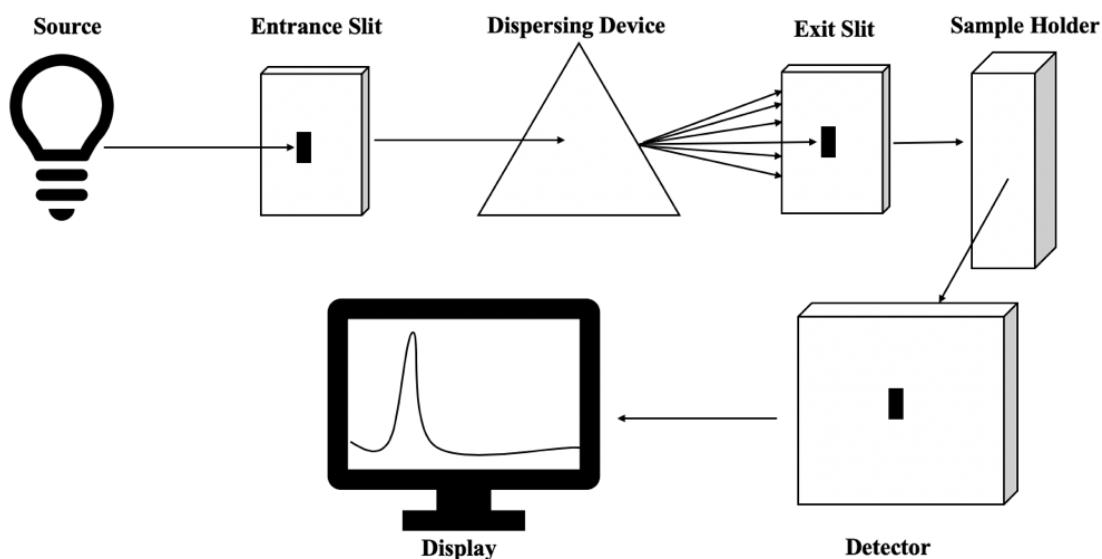 Source
Entrance Slit
Dispersing Device
Exit Slit
Sample Holder
Display
Detector